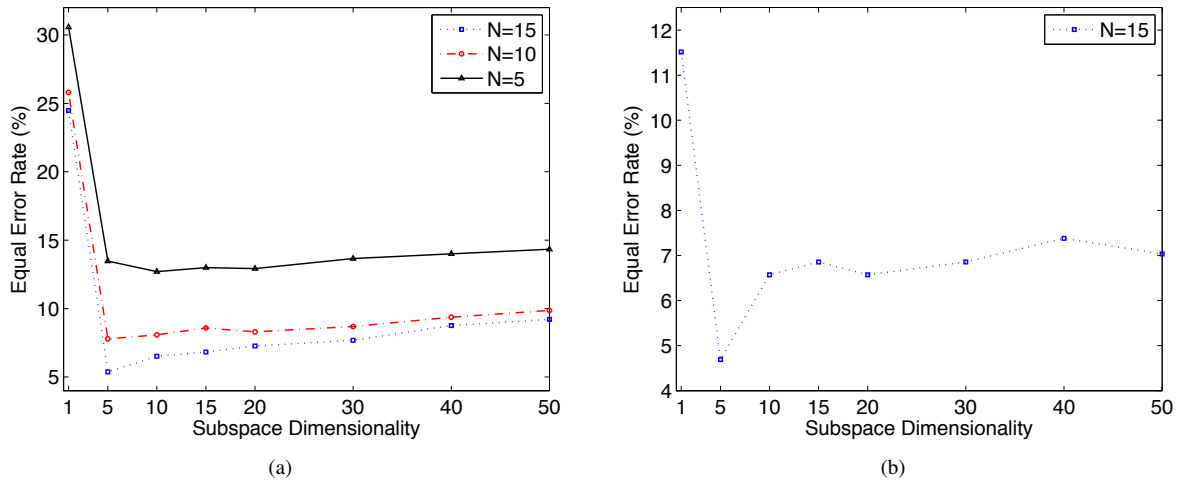 30
25
20
15
10
5
1 5 10 15 20 30 40 50
Equal Error Rate (%)
Subspace Dimensionality
N=15
N=10
N=5
(a)
12
11
10
9
8
7
6
5
4
1 5 10 15 20 30 40 50
Equal Error Rate (%)
Subspace Dimensionality
N=15
(b)